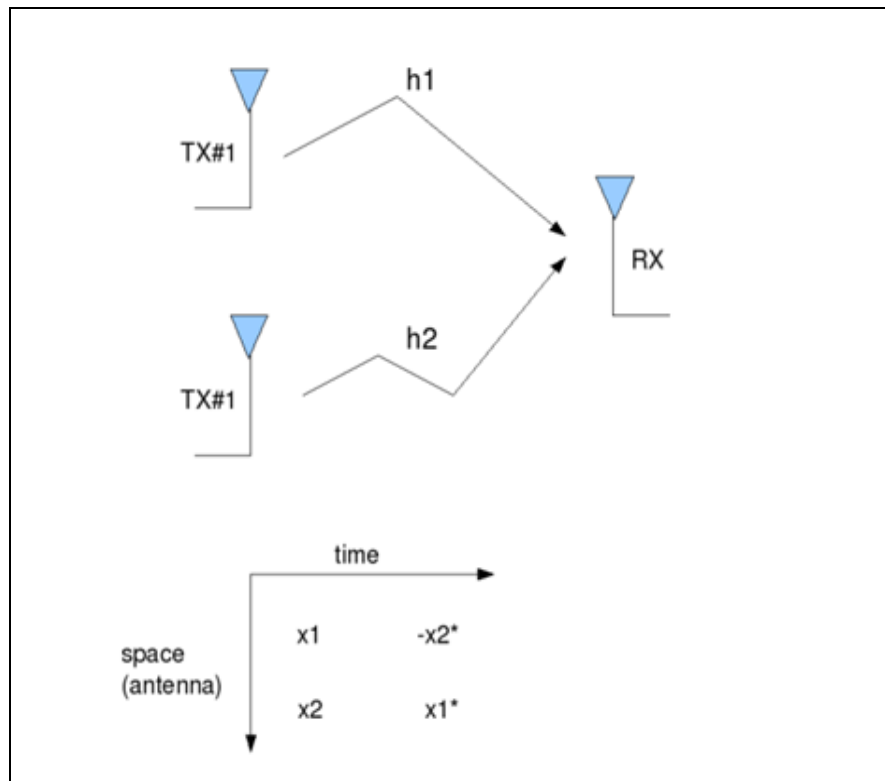 h1
TX#1
RX
h2
TX#1
time
x1 -x2*
space
(antenna)
x2 x1*